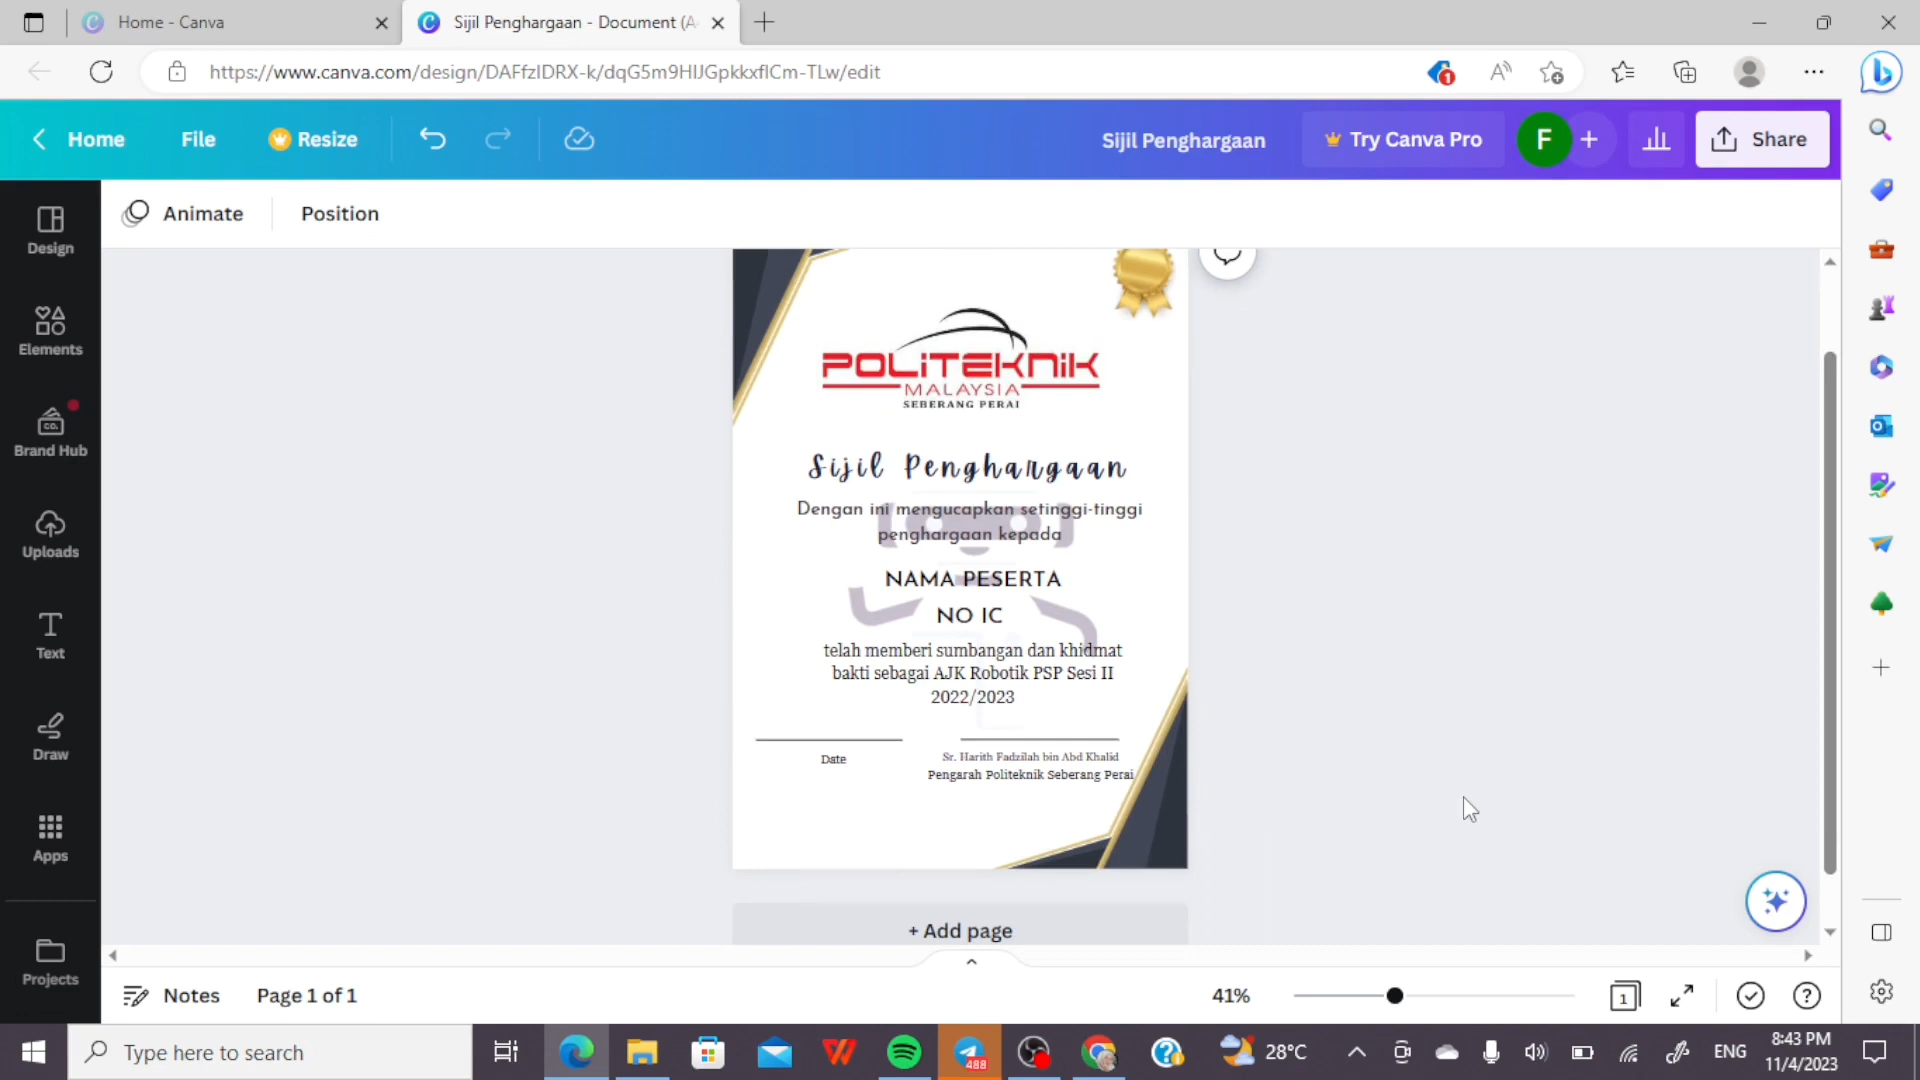 Home - Canva
Sijil Penghargaan - Document (A
https://www.canva.com/design/DAFfzIDRX-k/dqG5m9HIJGpkkxflCm-TLw/edit
1
Home
File
Resize
Sijil Penghargaan
Try Canva Pro
F
Share
Animate
Position
Design
Elements
CO.
Brand Hub
Uploads
Text
Draw
Apps
Projects
POLiTEKNiK
MALAYSIA
SEBERANG PERAI
Sijil Penghargaan
Dengan ini mengucapkan setinggi-tinggi
penghargaan kepada
NAMA PESERTA
NO IC
telah memberi sumbangan dan khidmat
bakti sebagai AJK Robotik PSP Sesi II
2022/2023
Date
Sr. Harith Fadzilah bin Abd Khalid
Pengarah Politeknik Seberang Perai
+ Add page
Notes
Page 1 of 1
41%
1
Type here to search
488
28°C
ENG
8:43 PM
11/4/2023